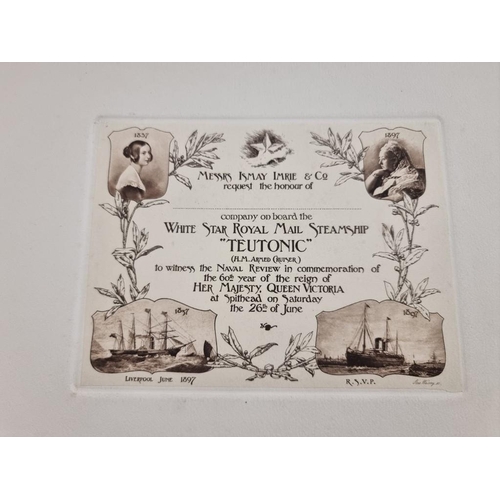 1837
1897
Messrs Ismay Imrie & Co
request the honour of
company on board the
White Star Royal Mail Steamship
"TEUTONIC"
(H.M. Armed Cruiser)
to witness the Naval Review in commemoration of
the 60th year of the reign of
Her Majesty, Queen Victoria
at Spithead on Saturday
the 26th of June
1837
1897
Liverpool June 1897
R.S.V.P.